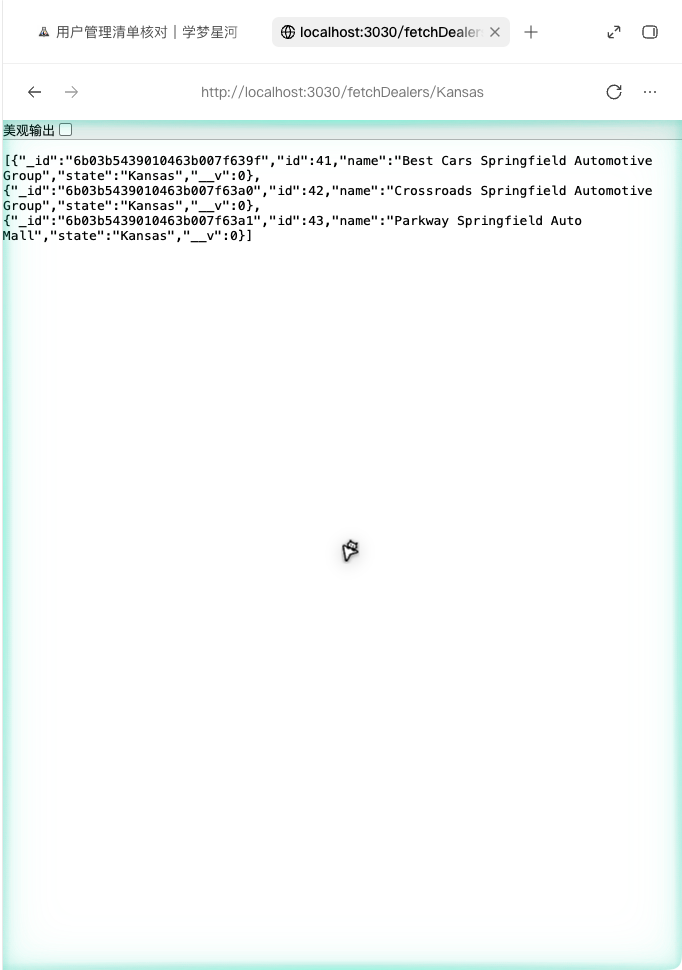 用户管理清单核对｜学梦星河
localhost:3030/fetchDealer
http://localhost:3030/fetchDealers/Kansas
美观输出
[{"_id":"6b03b5439010463b007f639f","id":41,"name":"Best Cars Springfield Automotive
Group","state":"Kansas","__v":0},
{"_id":"6b03b5439010463b007f63a0","id":42,"name":"Crossroads Springfield Automotive
Group","state":"Kansas","__v":0},
{"_id":"6b03b5439010463b007f63a1","id":43,"name":"Parkway Springfield Auto
Mall","state":"Kansas","__v":0}]